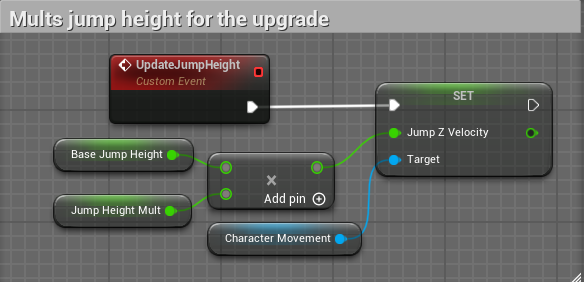 Mults jump height for the upgrade
UpdateJumpHeight
Custom Event
SET
Jump Z Velocity
Target
Base Jump Height
Jump Height Mult
×
Add pin
Character Movement